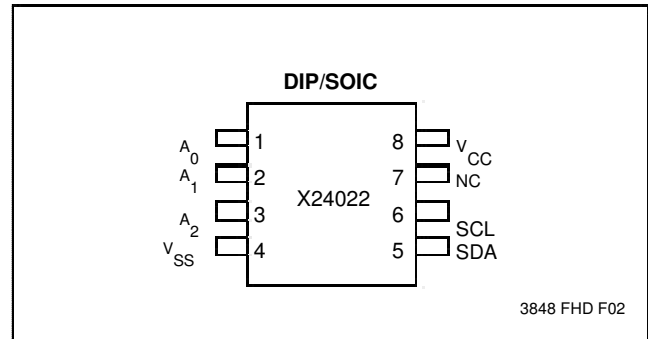 DIP/SOIC
A0 1 8 VCC
A1 2 7 NC
X24022
A2 3 6 SCL
VSS 4 5 SDA
3848 FHD F02